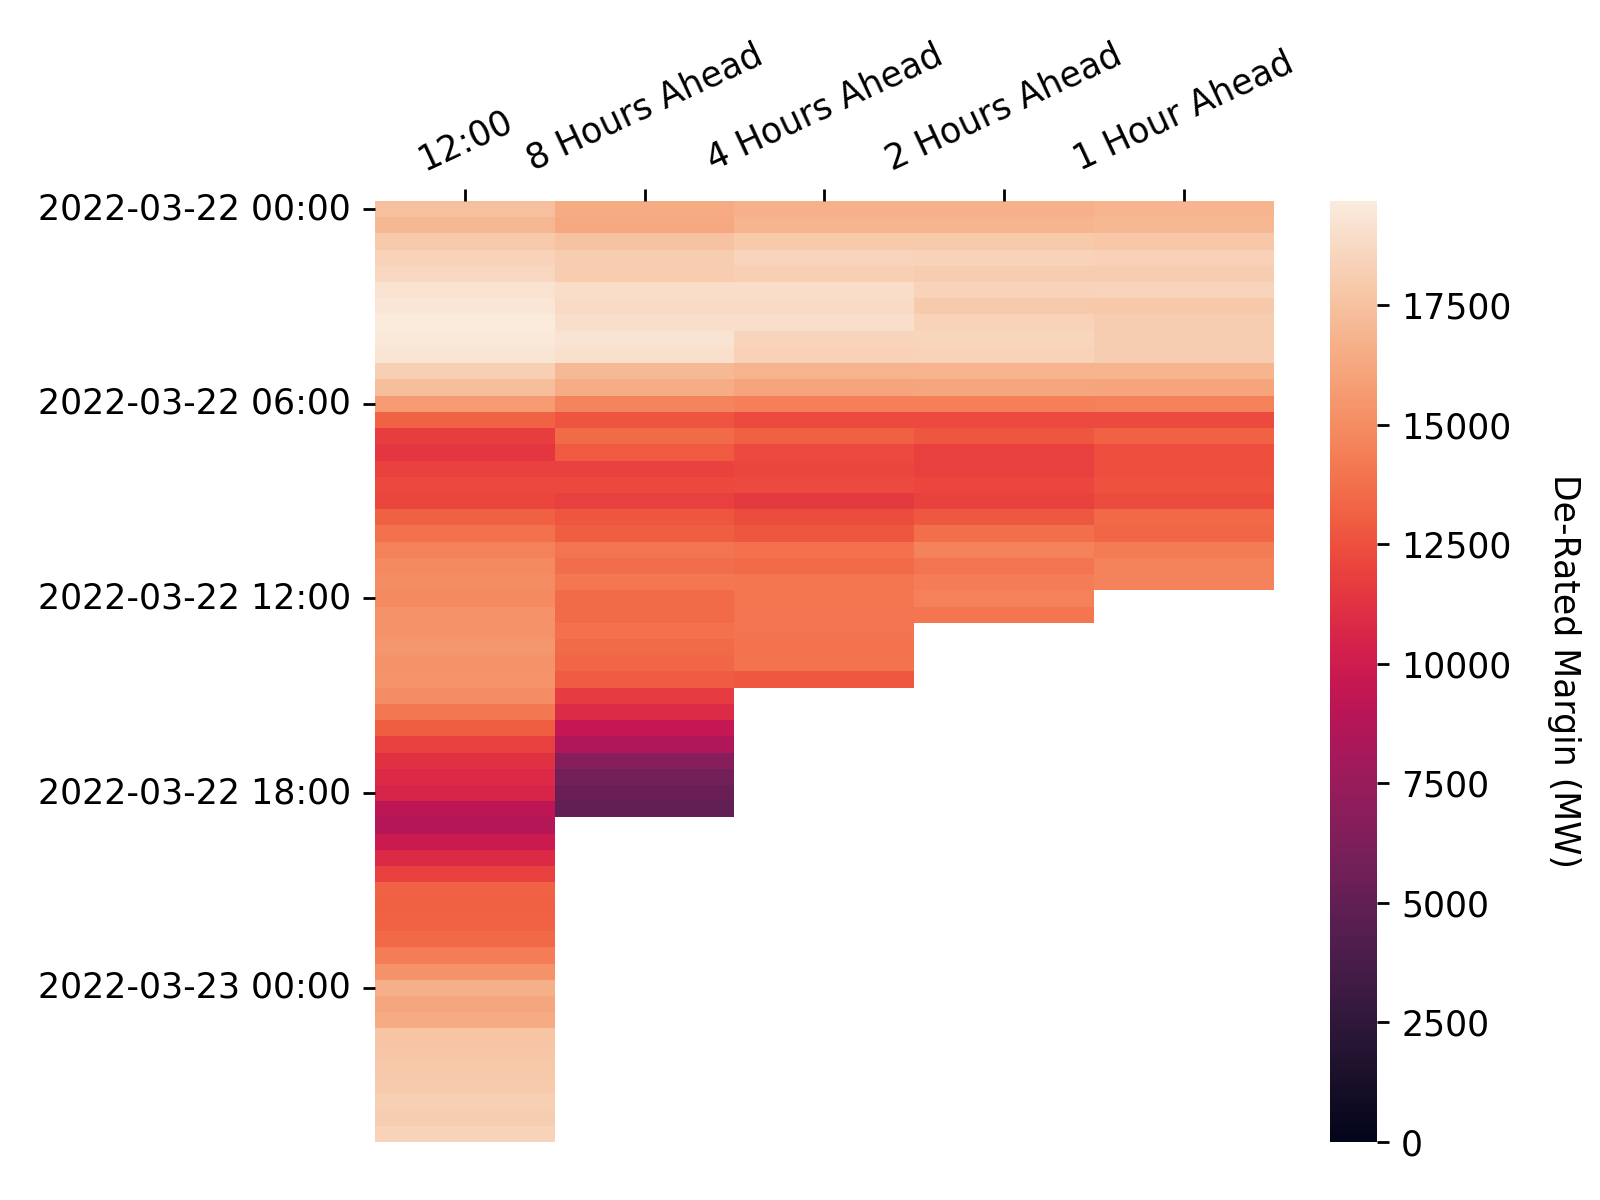 12:00
8 Hours Ahead
4 Hours Ahead
2 Hours Ahead
1 Hour Ahead
2022-03-22 00:00
2022-03-22 06:00
2022-03-22 12:00
2022-03-22 18:00
2022-03-23 00:00
17500
15000
12500
10000
7500
5000
2500
0
De-Rated Margin (MW)